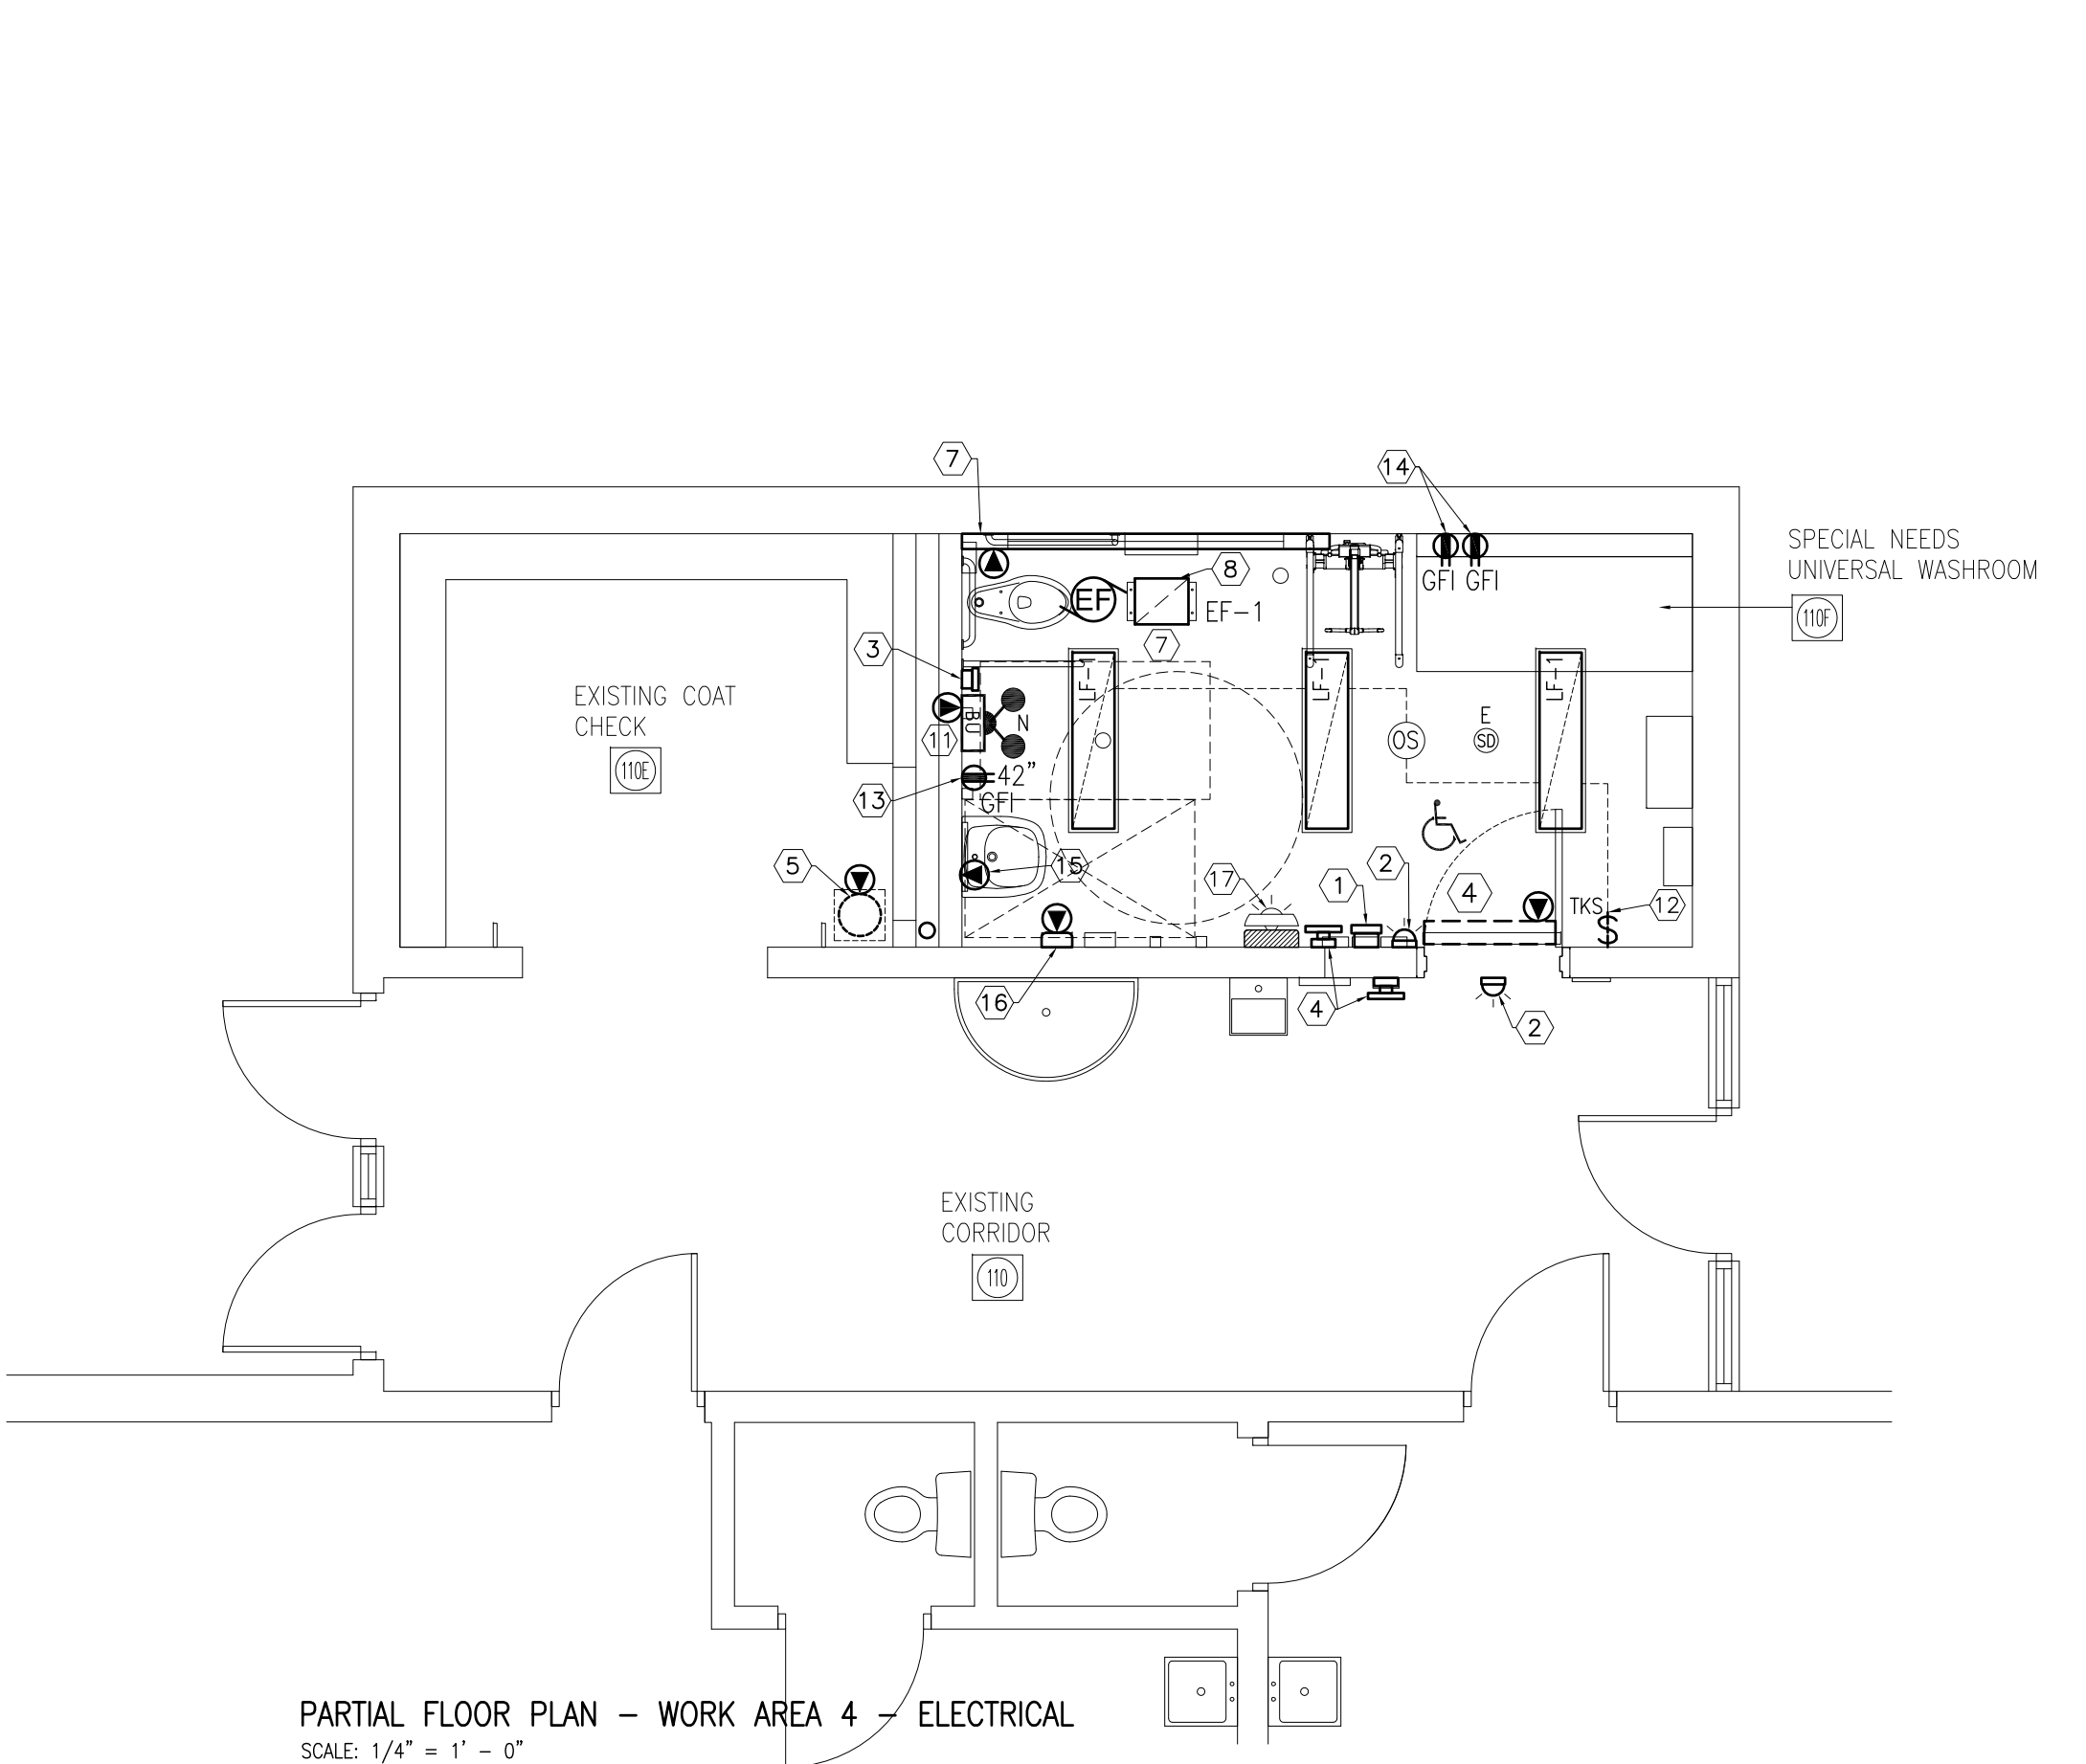 7
14
SPECIAL NEEDS
UNIVERSAL WASHROOM
110F
GFI GFI
8
EF
EF-1
7
3
LF-1
LF-1
LF-1
EXISTING COAT
CHECK
110E
BU
N
11
E
OS
SD
42"
GFI
13
5
15
17
1
2
4
TKS
$
12
16
4
2
EXISTING
CORRIDOR
110
PARTIAL FLOOR PLAN - WORK AREA 4 - ELECTRICAL
SCALE: 1/4" = 1' - 0"